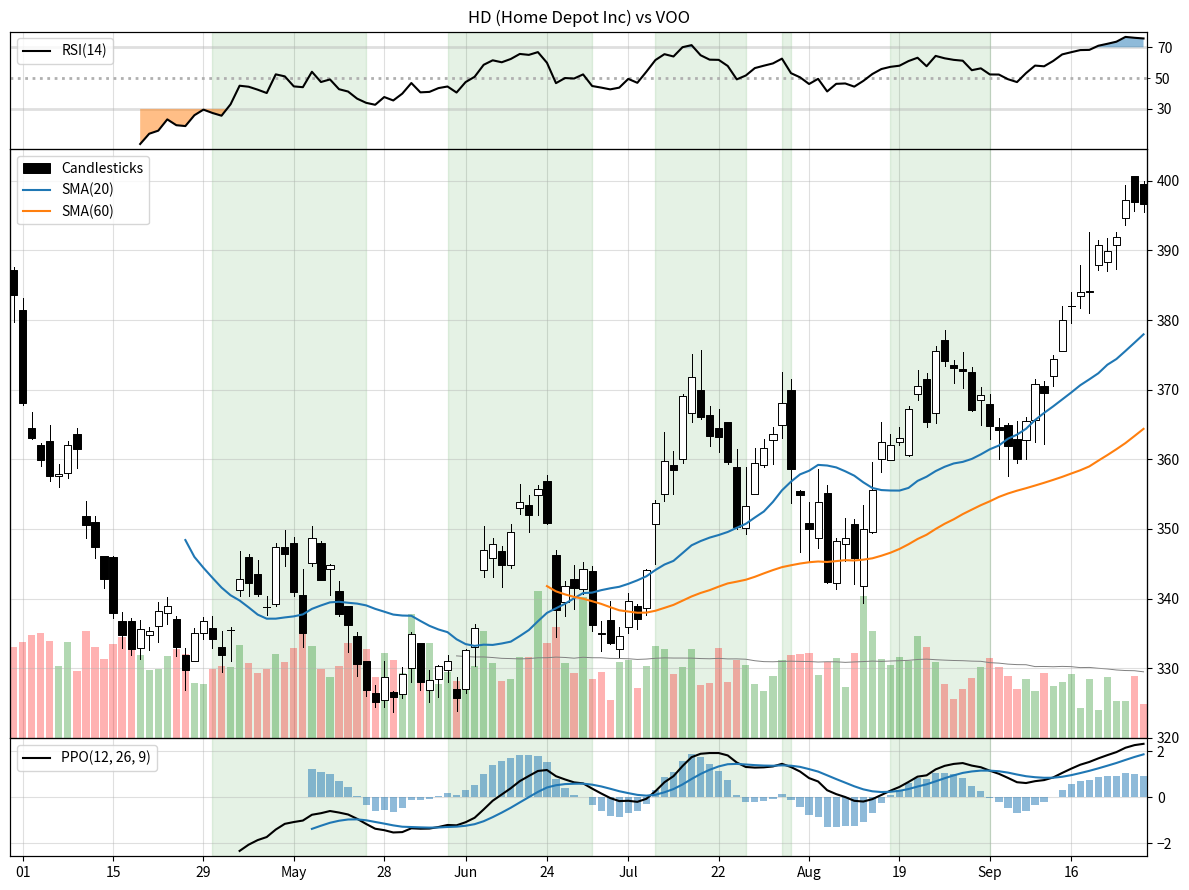 HD (Home Depot Inc) vs VOO
RSI(14)
70
50
30
Candlesticks
SMA(20)
SMA(60)
400
390
380
370
360
350
340
330
320
PPO(12, 26, 9)
2
0
−2
01 15 29 May 28 Jun 24 Jul 22 Aug 19 Sep 16